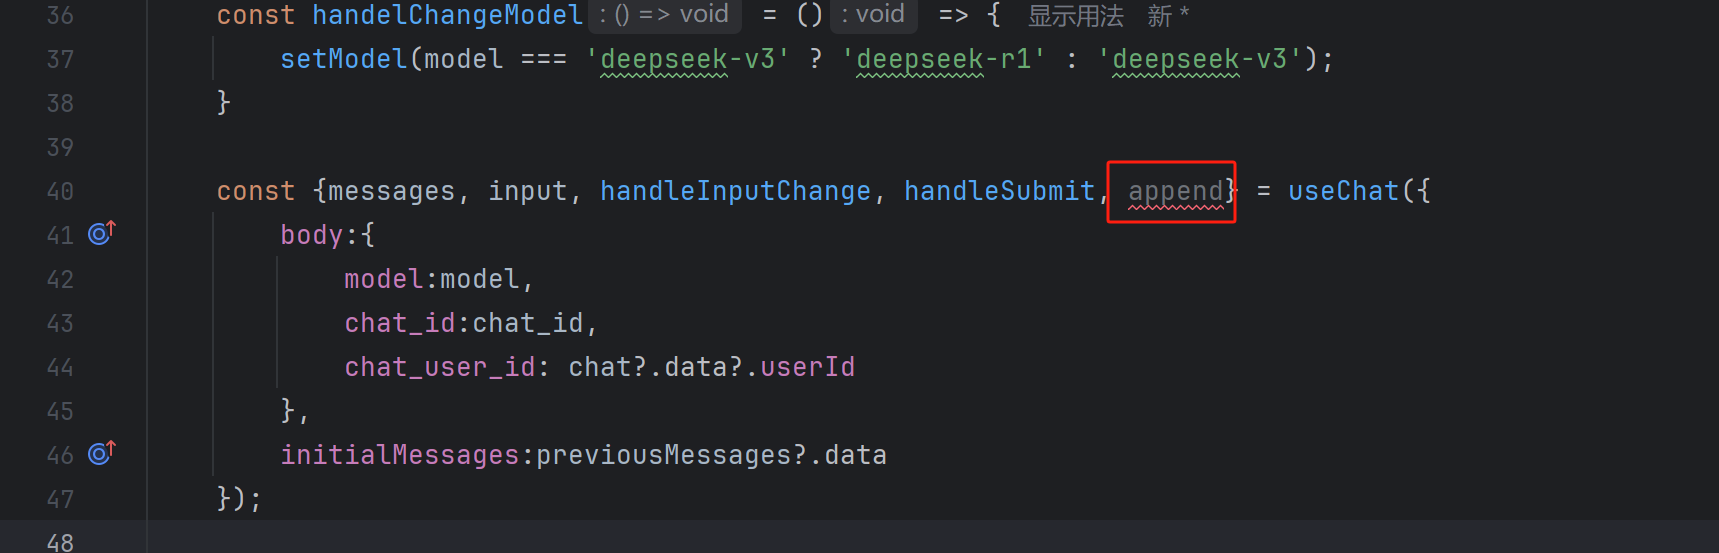 36 const handelChangeModel : () => void = () : void => { 显示用法 新 *
37 setModel(model === 'deepseek-v3' ? 'deepseek-r1' : 'deepseek-v3');
38 }
39
40 const {messages, input, handleInputChange, handleSubmit, append} = useChat({
41 body:{
42 model:model,
43 chat_id:chat_id,
44 chat_user_id: chat?.data?.userId
45 },
46 initialMessages:previousMessages?.data
47 });
48